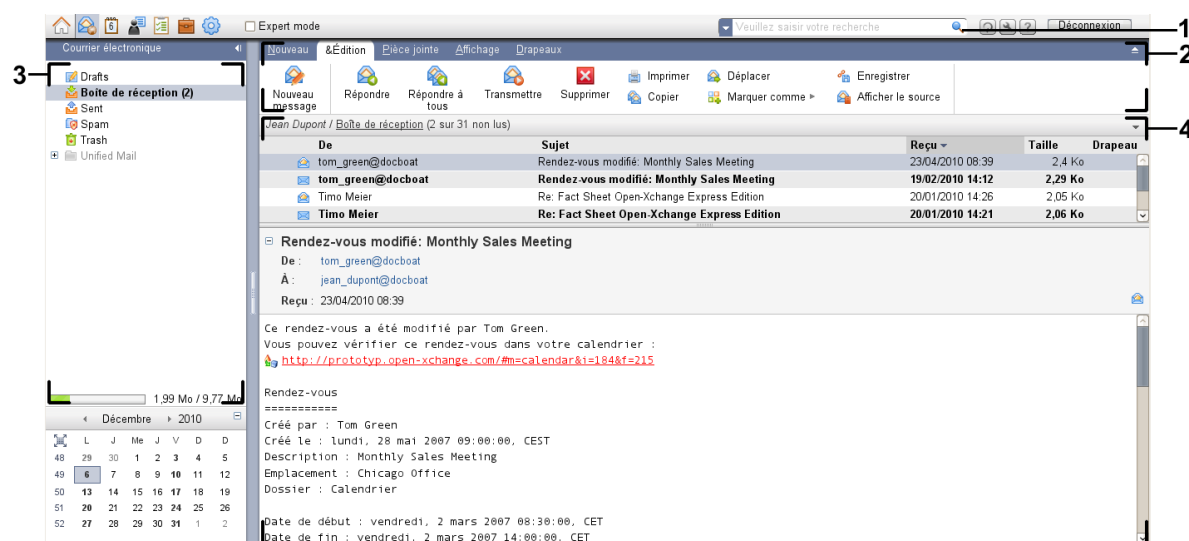 6
Expert mode
Veuillez saisir votre recherche
Déconnexion
1
Courrier électronique
Nouveau
&Édition
Pièce jointe
Affichage
Drapeaux
2
3
Drafts
Boîte de réception (2)
Sent
Spam
Trash
Unified Mail
Nouveau message
Répondre
Répondre à tous
Transmettre
Supprimer
Imprimer
Copier
Déplacer
Marquer comme
Enregistrer
Afficher le source
Jean Dupont / Boîte de réception (2 sur 31 non lus)
4
De Sujet Reçu Taille Drapeau
tom_green@docboat Rendez-vous modifié: Monthly Sales Meeting 23/04/2010 08:39 2,4 Ko
tom_green@docboat Rendez-vous modifié: Monthly Sales Meeting 19/02/2010 14:12 2,29 Ko
Timo Meier Re: Fact Sheet Open-Xchange Express Edition 20/01/2010 14:26 2,05 Ko
Timo Meier Re: Fact Sheet Open-Xchange Express Edition 20/01/2010 14:21 2,06 Ko
Rendez-vous modifié: Monthly Sales Meeting
De : tom_green@docboat
À : jean_dupont@docboat
Reçu : 23/04/2010 08:39
Ce rendez-vous a été modifié par Tom Green.
Vous pouvez vérifier ce rendez-vous dans votre calendrier :
http://prototyp.open-xchange.com/#m=calendar&i=184&f=215
Rendez-vous
===========
Créé par : Tom Green
Créé le : lundi, 28 mai 2007 09:00:00, CEST
Description : Monthly Sales Meeting
Emplacement : Chicago Office
Dossier : Calendrier
Date de début : vendredi, 2 mars 2007 08:30:00, CET
Date de fin : vendredi, 2 mars 2007 14:00:00, CET
1,99 Mo / 9,77 Mo
Décembre 2010
L J Me J V D D
48 29 30 1 2 3 4 5
49 6 7 8 9 10 11 12
50 13 14 15 16 17 18 19
51 20 21 22 23 24 25 26
52 27 28 29 30 31 1 2